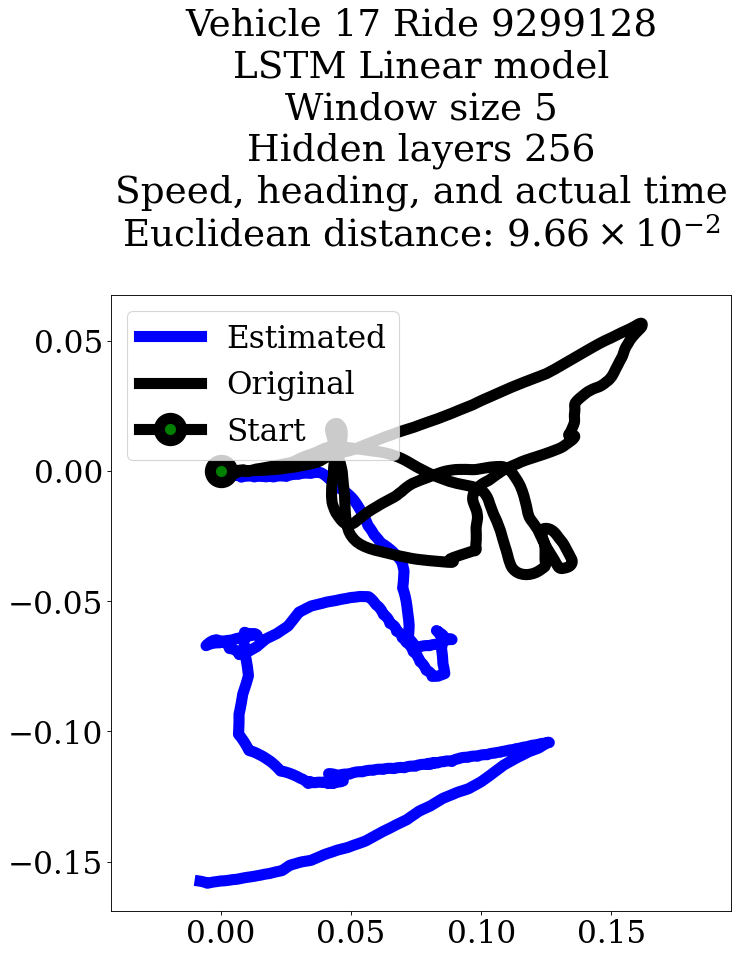 Vehicle 17 Ride 9299128
LSTM Linear model
Window size 5
Hidden layers 256
Speed, heading, and actual time
Euclidean distance: 9.66 × 10⁻²
Estimated
Original
Start
0.05
0.00
−0.05
−0.10
−0.15
0.00 0.05 0.10 0.15